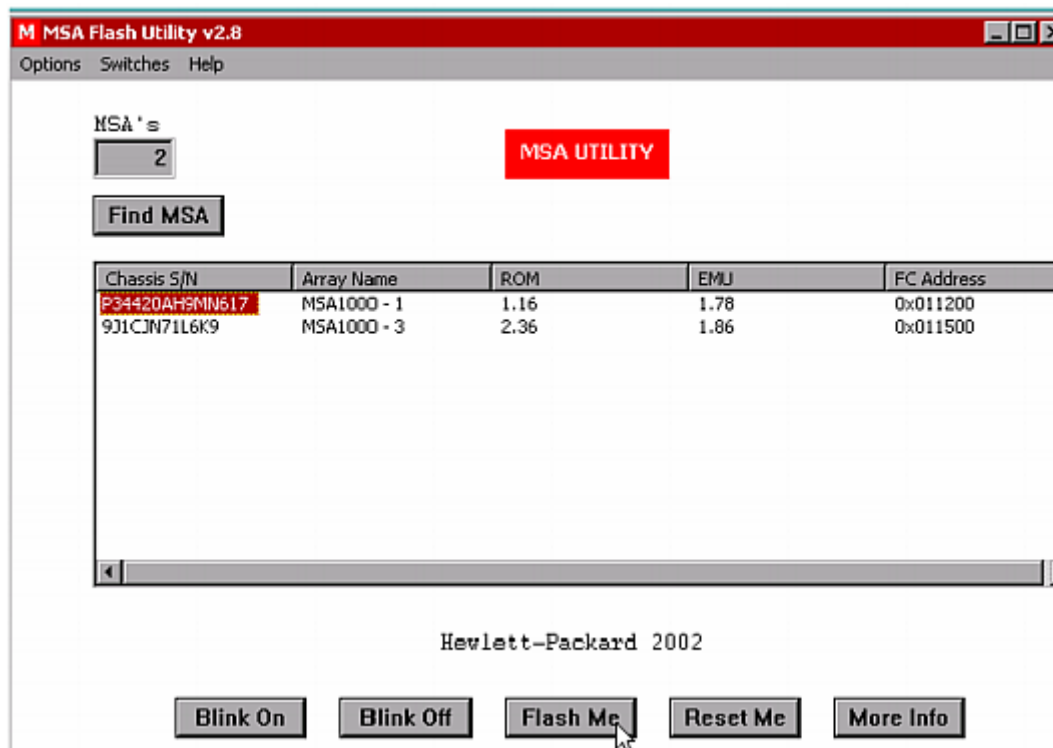 M MSA Flash Utility v2.8
Options Switches Help
MSA's
2
MSA UTILITY
Find MSA
Chassis S/N Array Name ROM EMU FC Address
P34420AH9MN617 MSA1000 - 1 1.16 1.78 0x011200
9J1CJN71L6K9 MSA1000 - 3 2.36 1.86 0x011500
Hewlett-Packard 2002
Blink On Blink Off Flash Me Reset Me More Info